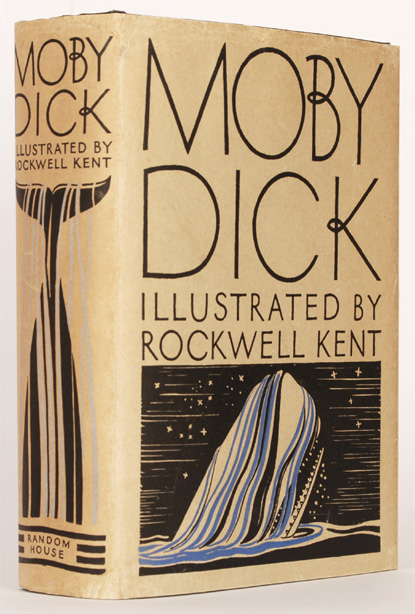 MOBY
DICK
ILLUSTRATED BY
ROCKWELL KENT
RANDOM
HOUSE
MOBY
DICK
ILLUSTRATED BY
ROCKWELL KENT